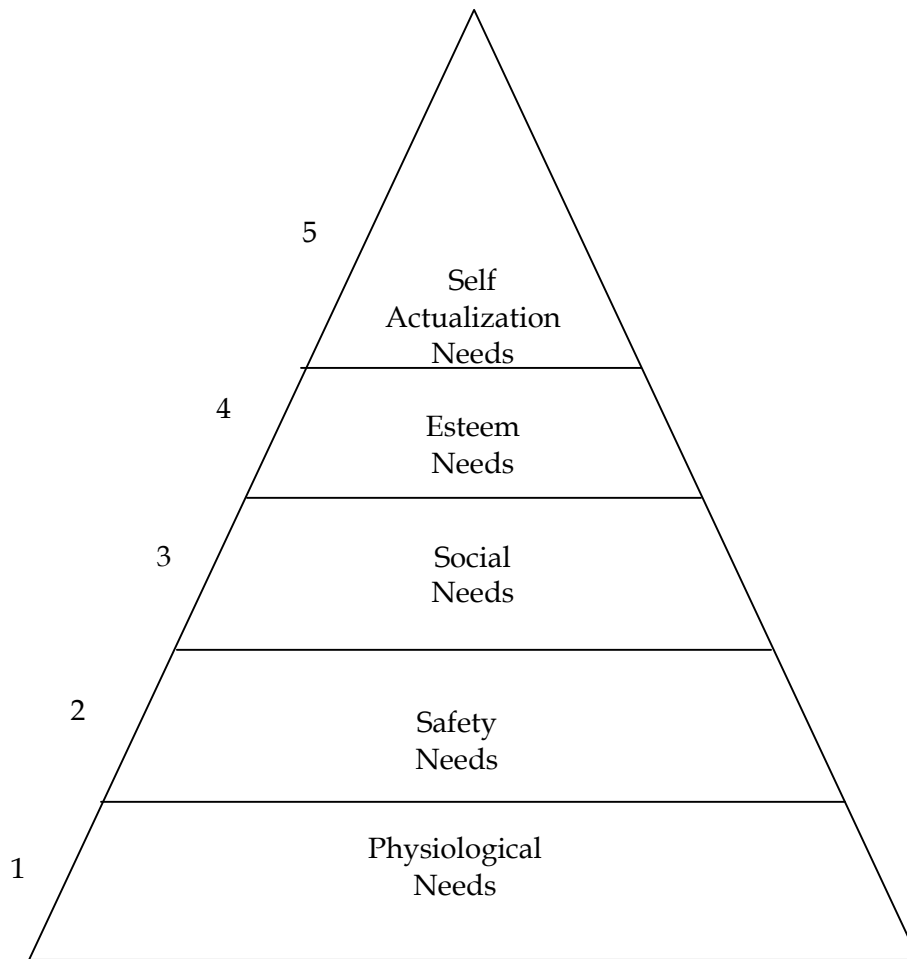 5
Self
Actualization
Needs
4
Esteem
Needs
3
Social
Needs
2
Safety
Needs
1
Physiological
Needs